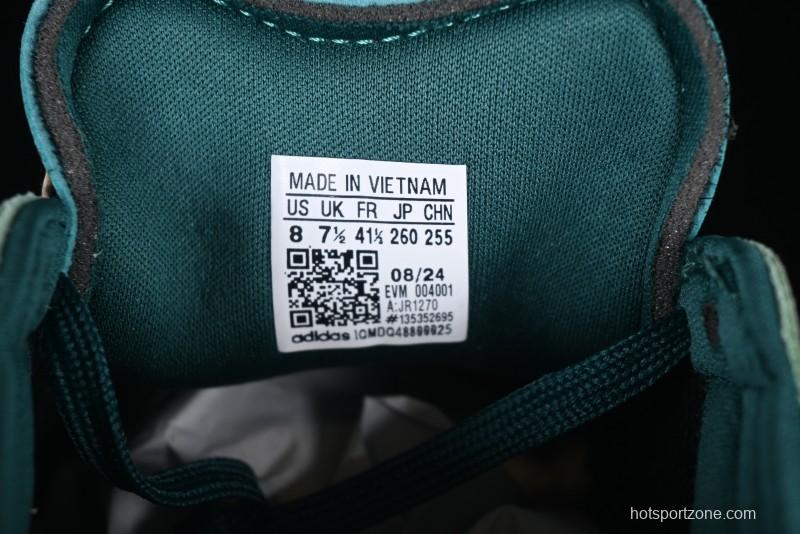 MADE IN VIETNAM
US UK FR JP CHN
8 7½ 41⅓ 260 255
08/24
EVM 004001
A:JR1270
#135352695
adidas
hotsportzone.com